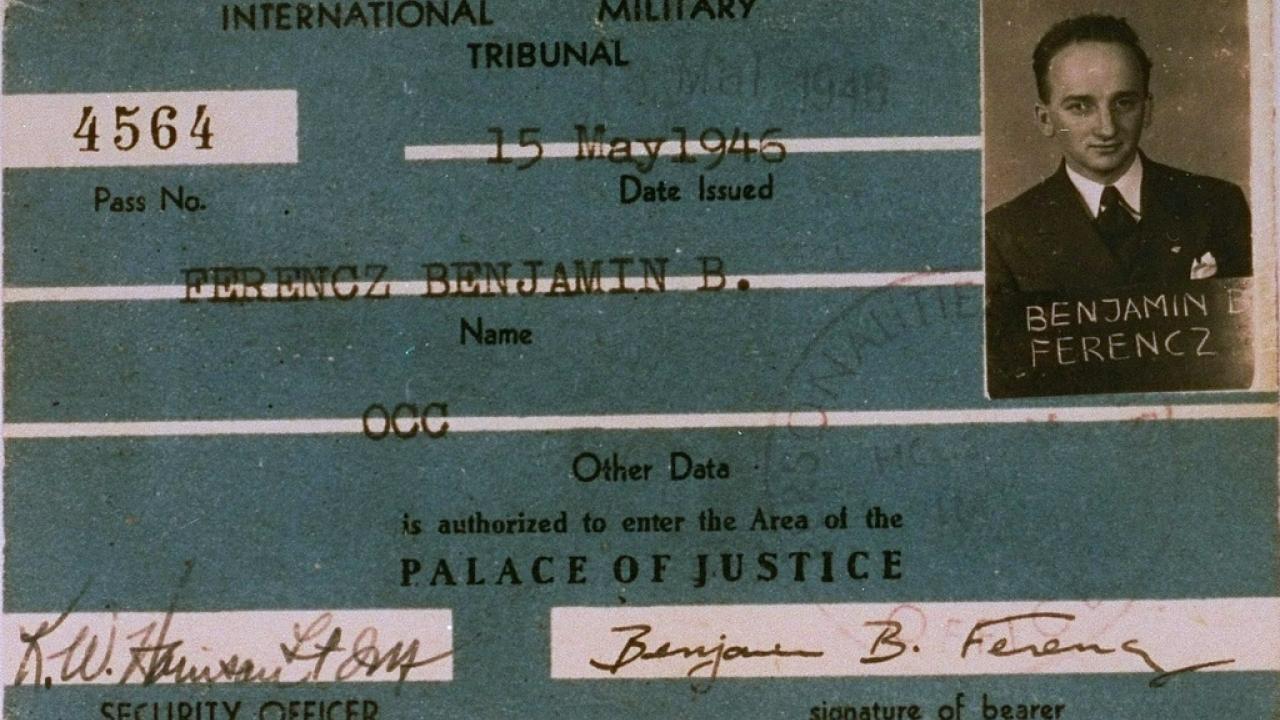 INTERNATIONAL MILITARY
TRIBUNAL
4564
15 May1946
Pass No.
Date Issued
FERENCZ BENJAMIN B.
Name
BENJAMIN B
FERENCZ
OCC
Other Data
is authorized to enter the Area of the
PALACE OF JUSTICE
K.W.
Benjamin B. Ferencz
SECURITY OFFICER
signature of bearer